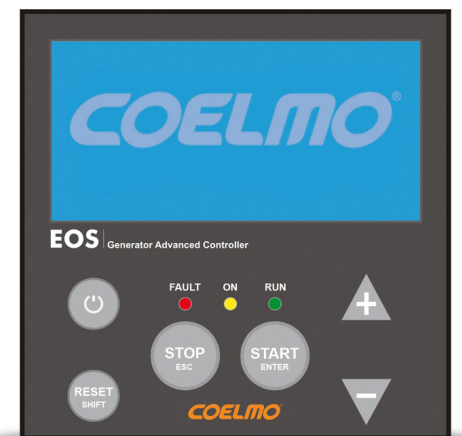 COELMO®
EOS Generator Advanced Controller
FAULT ON RUN
STOP
ESC
START
ENTER
RESET
SHIFT
COELMO